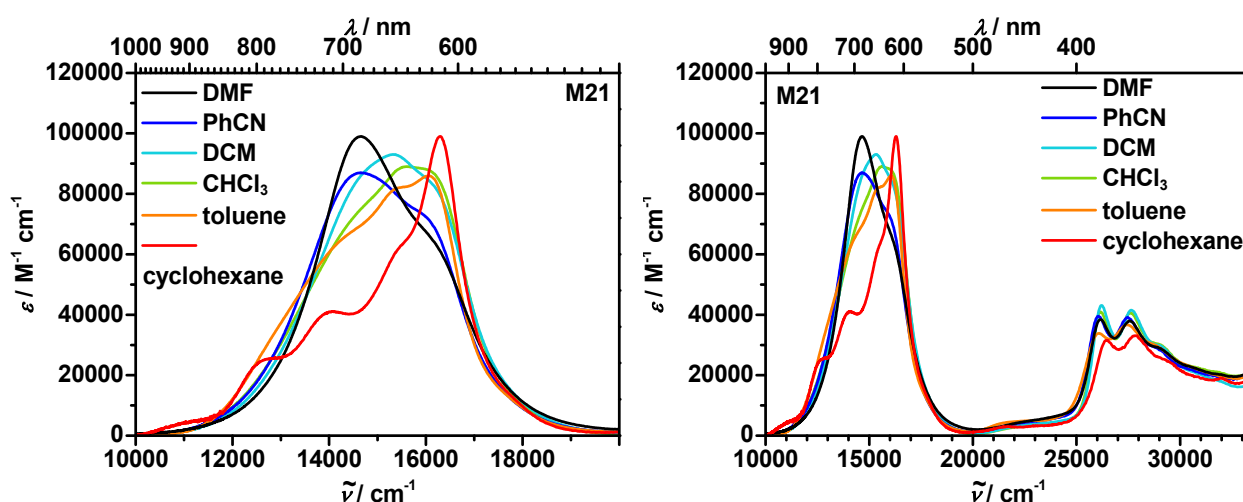 λ / nm
1000 900 800 700 600
120000
100000
80000
60000
40000
20000
0
ε / M-1 cm-1
DMF
PhCN
DCM
CHCl3
toluene
cyclohexane
M21
10000 12000 14000 16000 18000
ṽ / cm-1
λ / nm
900 800 700 600 500 400
120000
100000
80000
60000
40000
20000
0
ε / M-1 cm-1
M21
DMF
PhCN
DCM
CHCl3
toluene
cyclohexane
10000 15000 20000 25000 30000
ṽ / cm-1